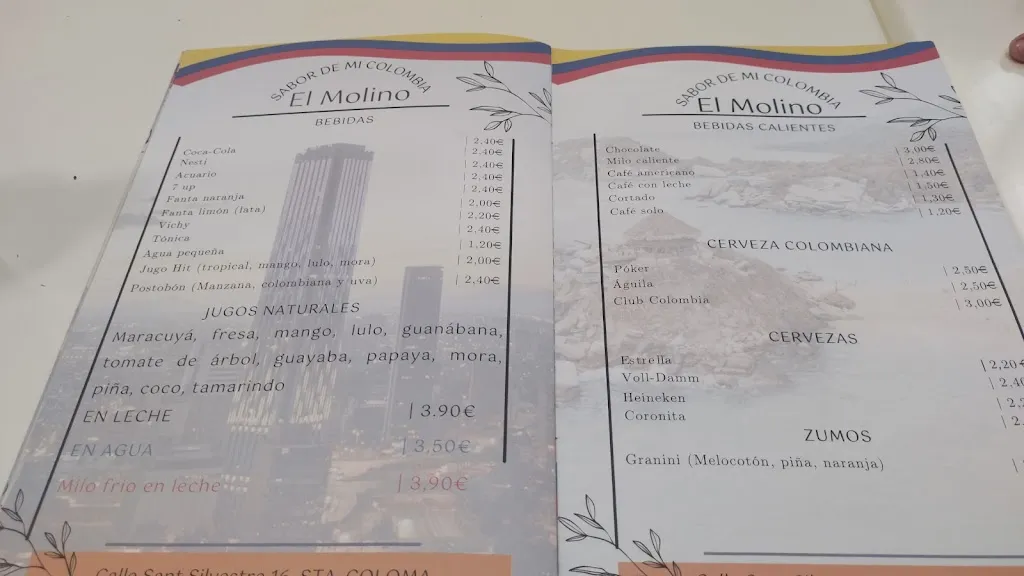 SABOR DE MI COLOMBIA
El Molino
BEBIDAS
Coca-Cola | 2,40€
Nesti | 2,40€
Acuario | 2,40€
7 up | 2,40€
Fanta naranja | 2,40€
Fanta limón (lata) | 2,00€
Vichy | 2,20€
Tónica | 2,40€
Agua pequeña | 1,20€
Jugo Hit (tropical, mango, lulo, mora) | 2,00€
Postobón (Manzana, colombiana y uva) | 2,40€
JUGOS NATURALES
Maracuyá, fresa, mango, lulo, guanábana,
tomate de árbol, guayaba, papaya, mora,
piña, coco, tamarindo
EN LECHE | 3.90€
EN AGUA | 3,50€
Milo frio en leche | 3,90€
SABOR DE MI COLOMBIA
El Molino
BEBIDAS CALIENTES
Chocolate | 3,00€
Milo caliente | 2,80€
Café americano | 1,40€
Café con leche | 1,50€
Cortado | 1,30€
Café solo | 1,20€
CERVEZA COLOMBIANA
Póker | 2,50€
Águila | 2,50€
Club Colombia | 3,00€
CERVEZAS
Estrella | 2,20€
Voll-Damm | 2,40
Heineken
Coronita
ZUMOS
Granini (Melocotón, piña, naranja)